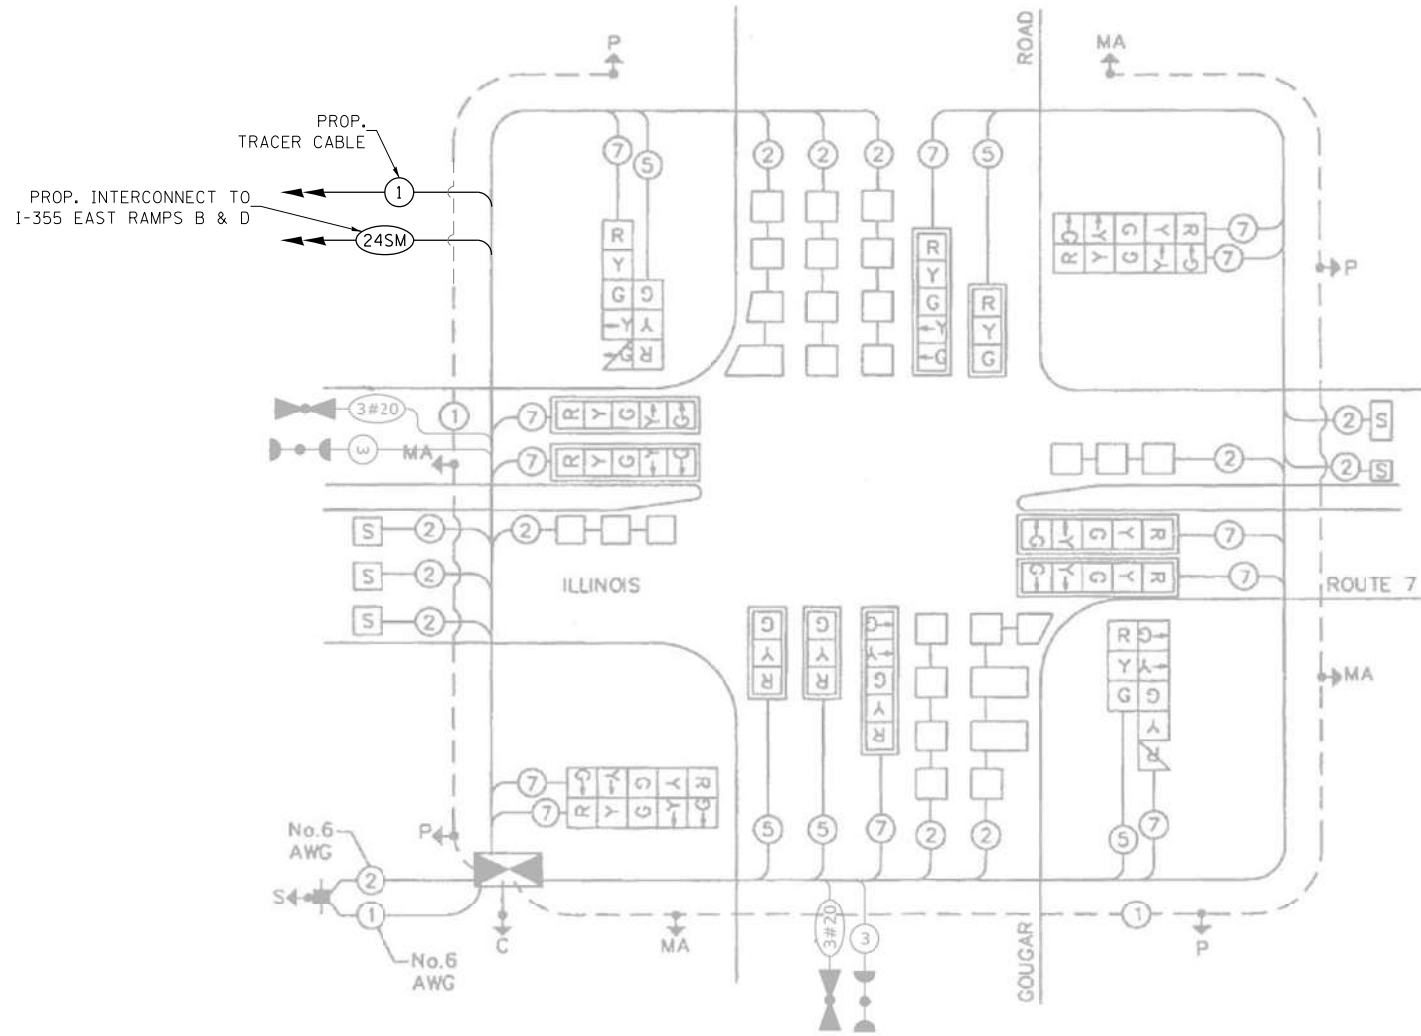 P
MA
ROAD
PROP.
TRACER CABLE
1
7
5
2
2
2
7
5
PROP. INTERCONNECT TO
I-355 EAST RAMPS B & D
24SM
R
Y
G
Y
G
G
Y
R
R
Y
G
Y
G
R
Y
G
G Y G Y R
7
R Y G Y G
7
P
3#20
1
7
R Y G Y G
3
MA
7
R Y G Y G
2
S
2
2
S
S
2
2
G Y G Y R
7
S
2
ILLINOIS
G Y G Y R
7
ROUTE 7
S
2
G
Y
R
G
Y
R
G
Y
G
Y
R
R
Y
G
G
Y
G
Y
R
MA
7
G Y G Y R
7
R Y G Y G
P
5
5
7
2
2
5
7
No.6
AWG
2
S
1
C
MA
3#20
3
1
P
No.6
AWG
GOUGAR